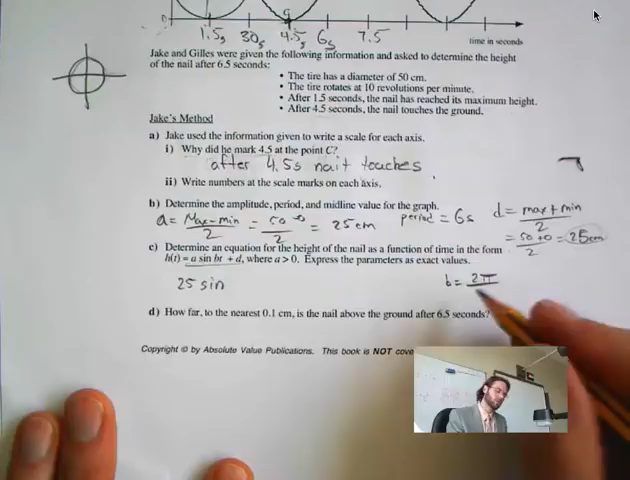 0
1.5s 30s 4.5s 6s 7.5
time in seconds
Jake and Gilles were given the following information and asked to determine the height
of the nail after 6.5 seconds:
• The tire has a diameter of 50 cm.
• The tire rotates at 10 revolutions per minute.
• After 1.5 seconds, the nail has reached its maximum height.
• After 4.5 seconds, the nail touches the ground.
Jake's Method
a) Jake used the information given to write a scale for each axis.
i) Why did he mark 4.5 at the point C?
after 4.5s nail touches
ii) Write numbers at the scale marks on each axis.
b) Determine the amplitude, period, and midline value for the graph.
a = Max - min / 2 = 50 - 0 / 2 = 25 cm period = 6s d = max + min / 2
= 50 + 0 / 2 = 25cm
c) Determine an equation for the height of the nail as a function of time in the form
h(t) = a sin bt + d, where a > 0. Express the parameters as exact values.
25 sin b = 2π
d) How far, to the nearest 0.1 cm, is the nail above the ground after 6.5 seconds?
Copyright © by Absolute Value Publications. This book is NOT cove